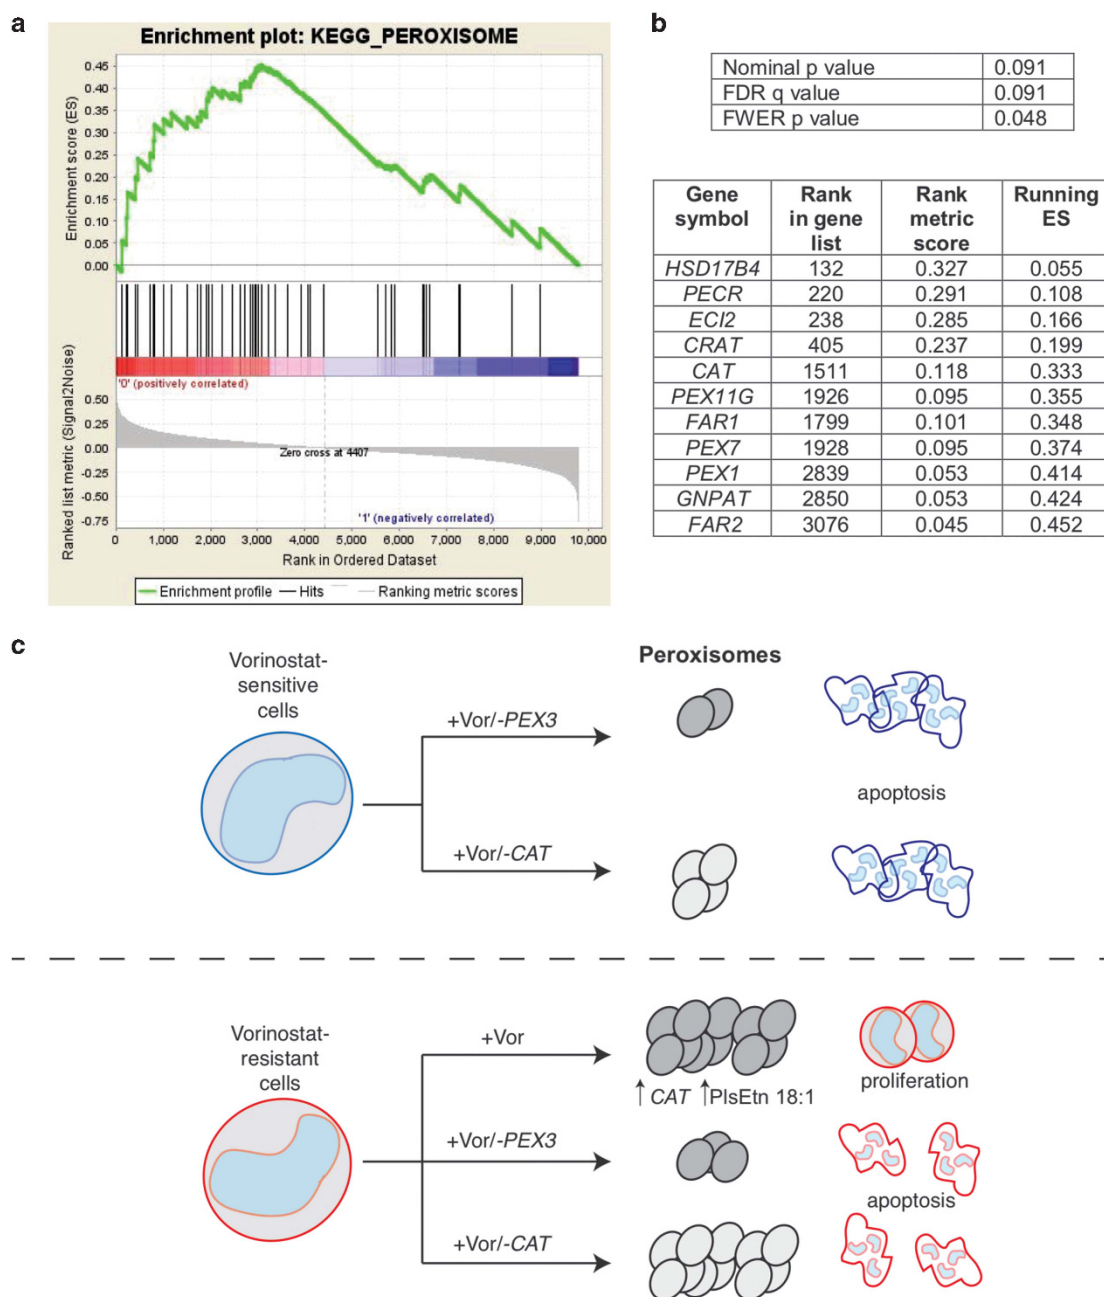 a
Enrichment plot: KEGG_PEROXISOME
Enrichment score (ES)
0.45
0.40
0.35
0.30
0.25
0.20
0.15
0.10
0.05
0.00
'0' (positively correlated)
Ranked list metric (Signal2Noise)
0.50
0.25
0.00
-0.25
-0.50
-0.75
Zero cross at 4407
'1' (negatively correlated)
0 1,000 2,000 3,000 4,000 5,000 6,000 7,000 8,000 9,000 10,000
Rank in Ordered Dataset
Enrichment profile Hits Ranking metric scores
b
Nominal p value 0.091
FDR q value 0.091
FWER p value 0.048
Gene symbol Rank in gene list Rank metric score Running ES
HSD17B4 132 0.327 0.055
PECR 220 0.291 0.108
ECI2 238 0.285 0.166
CRAT 405 0.237 0.199
CAT 1511 0.118 0.333
PEX11G 1926 0.095 0.355
FAR1 1799 0.101 0.348
PEX7 1928 0.095 0.374
PEX1 2839 0.053 0.414
GNPAT 2850 0.053 0.424
FAR2 3076 0.045 0.452
c
Vorinostat-
sensitive
cells
Peroxisomes
+Vor/-PEX3
apoptosis
+Vor/-CAT
Vorinostat-
resistant
cells
+Vor
↑ CAT ↑PlsEtn 18:1
proliferation
+Vor/-PEX3
apoptosis
+Vor/-CAT